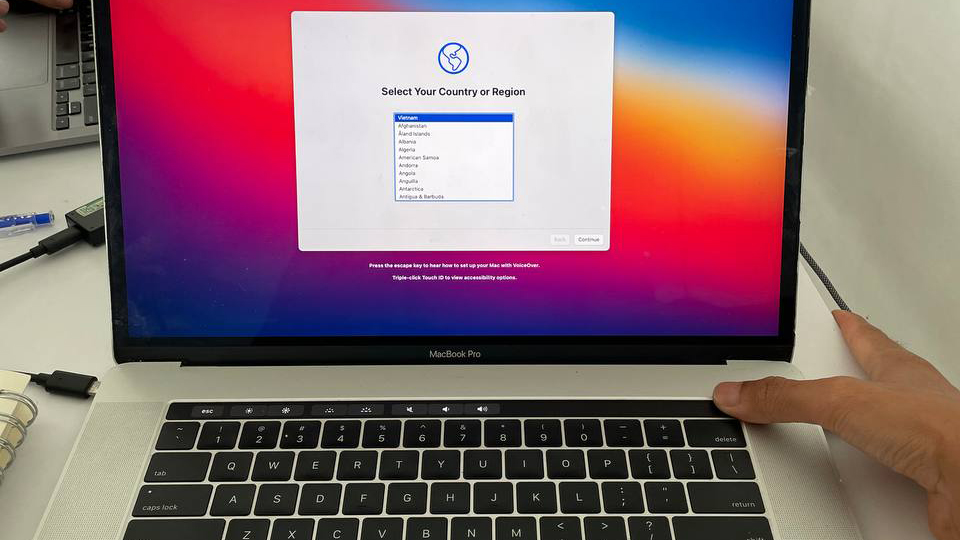 Select Your Country or Region
Vietnam
Afghanistan
Åland Islands
Albania
Algeria
American Samoa
Andorra
Angola
Anguilla
Antarctica
Antigua & Barbuda
Back
Continue
Press the escape key to hear how to set up your Mac with VoiceOver.
Triple-click Touch ID to view accessibility options.
MacBook Pro
esc
~ ! @ # $ % ^ & * ( ) _ +
` 1 2 3 4 5 6 7 8 9 0 - = delete
tab Q W E R T Y U I O P { [ } ] | \
caps lock A S D F G H J K L : ; " ' return
Z X C V B N M < > ? shift